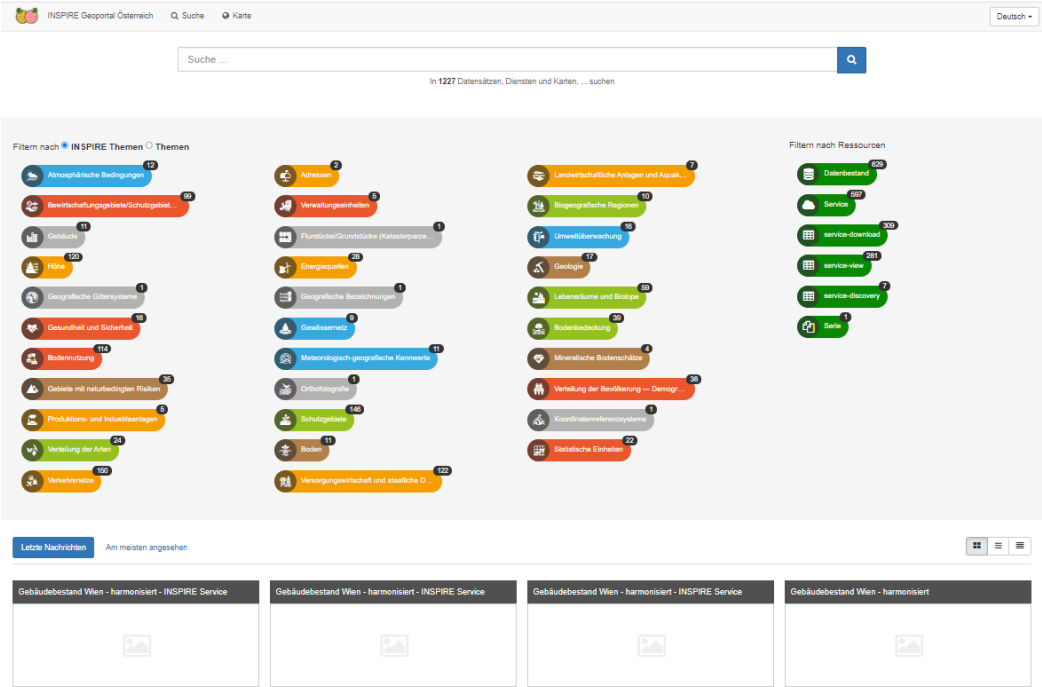 INSPIRE Geoportal Österreich Suche Karte Deutsch
Suche ...
In 1227 Datensätzen, Diensten und Karten, ... suchen
Filtern nach INSPIRE Themen Themen
Filtern nach Ressourcen
Atmosphärische Bedingungen 12
Adressen 2
Landwirtschaftliche Anlagen und Aquak... 7
Datenbestand 629
Bewirtschaftungsgebiete/Schutzgebiet... 99
Verwaltungseinheiten 5
Biogeografische Regionen 10
Service 597
Gebäude 11
Flurstücke/Grundstücke (Katasterparze... 1
Umweltüberwachung 16
service-download 309
Höhe 120
Energiequellen 28
Geologie 17
service-view 281
Geografische Gittersysteme 1
Geografische Bezeichnungen 1
Lebensräume und Biotope 59
service-discovery 7
Gesundheit und Sicherheit 16
Gewässernetz 9
Bodenbedeckung 39
Serie 1
Bodennutzung 114
Meteorologisch-geografische Kennwerte 11
Mineralische Bodenschätze 4
Gebiete mit naturbedingten Risiken 35
Orthofotografie 1
Verteilung der Bevölkerung — Demogr... 38
Produktions- und Industrieanlagen 5
Schutzgebiete 146
Koordinatenreferenzsysteme 1
Verteilung der Arten 24
Boden 11
Statistische Einheiten 22
Verkehrsnetze 150
Versorgungswirtschaft und staatliche D... 122
Letzte Nachrichten Am meisten angesehen
Gebäudebestand Wien - harmonisiert - INSPIRE Service
Gebäudebestand Wien - harmonisiert - INSPIRE Service
Gebäudebestand Wien - harmonisiert - INSPIRE Service
Gebäudebestand Wien - harmonisiert